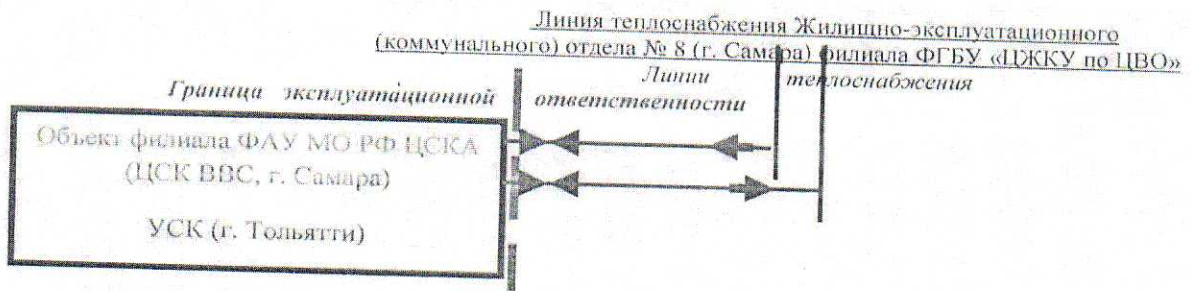 Линия теплоснабжения Жилищно-эксплуатационного
(коммунального) отдела № 8 (г. Самара) филиала ФГБУ «ЦЖКУ по ЦВО»
Линии теплоснабжения
Граница эксплуатационной ответственности
Объект филиала ФАУ МО РФ ЦСКА
(ЦСК ВВС, г. Самара)
УСК (г. Тольятти)